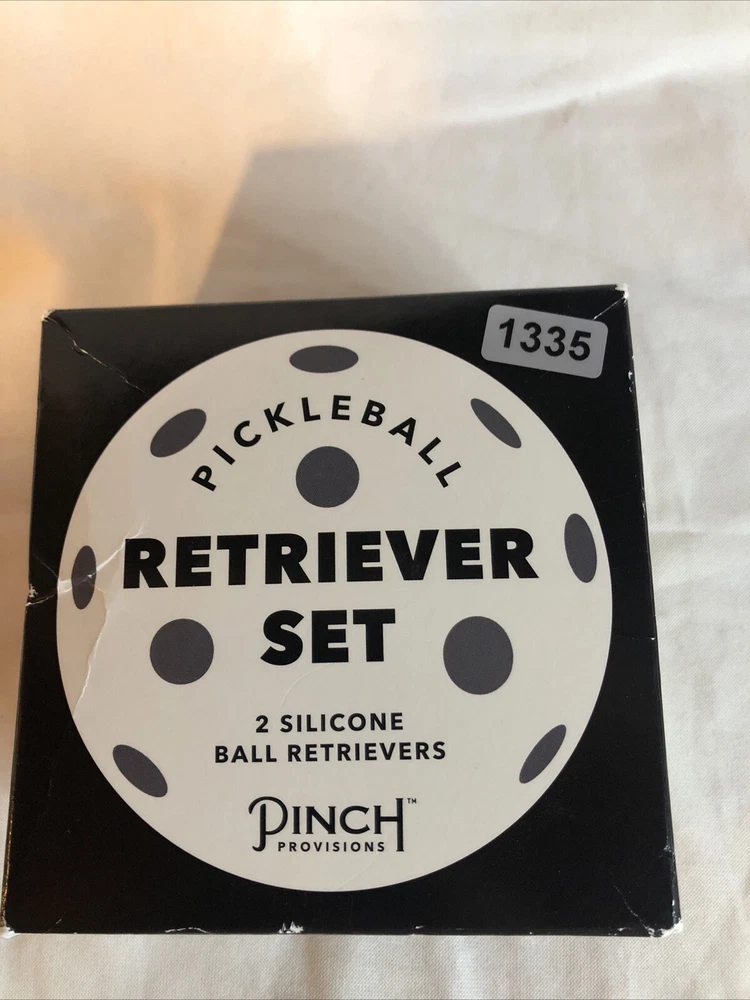 1335
PICKLEBALL
RETRIEVER
SET
2 SILICONE
BALL RETRIEVERS
PINCH™
PROVISIONS